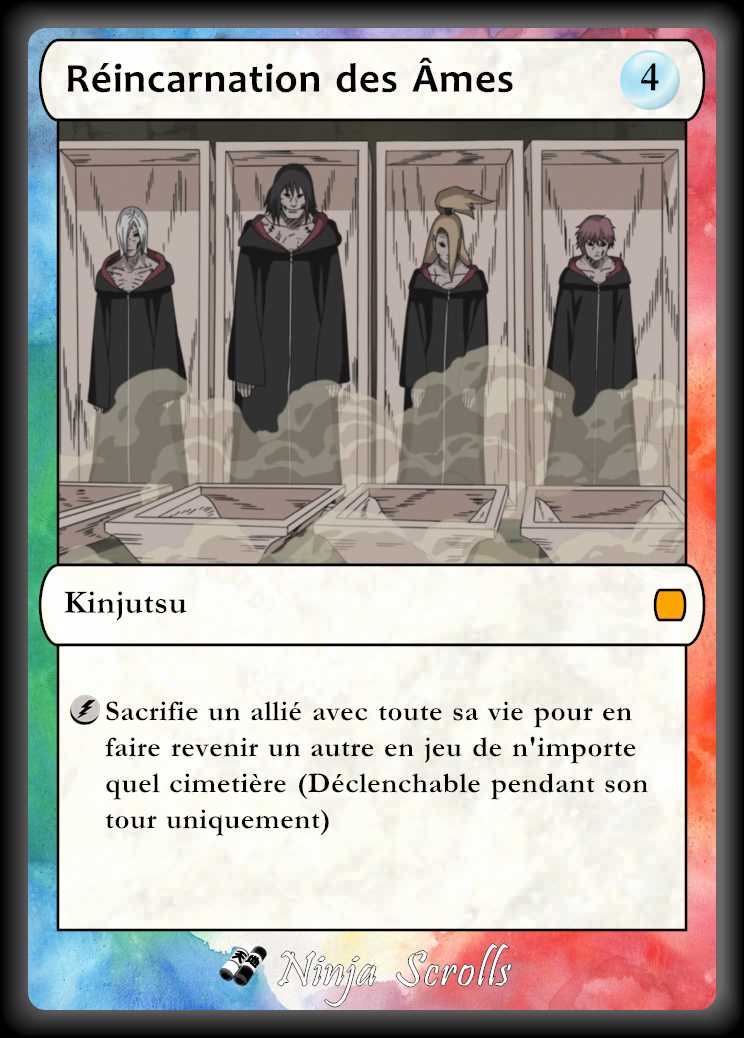 Réincarnation des Âmes
4
Kinjutsu
Sacrifie un allié avec toute sa vie pour en
faire revenir un autre en jeu de n'importe
quel cimetière (Déclenchable pendant son
tour uniquement)
Ninja Scrolls